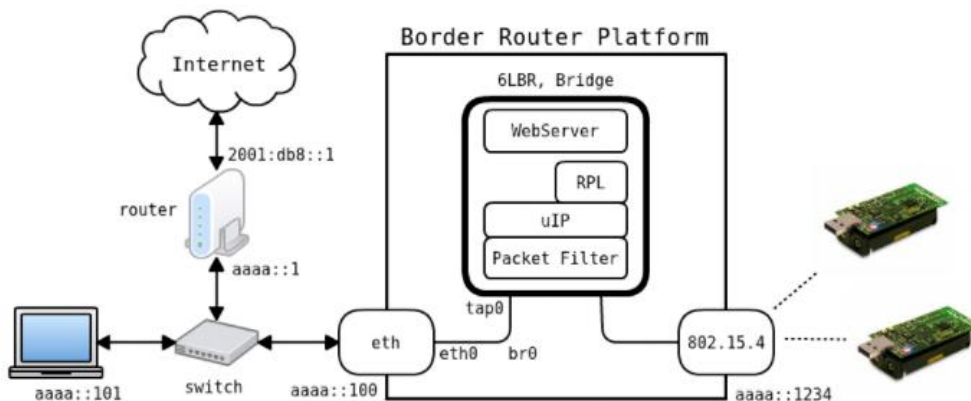 Border Router Platform
Internet
6LBR, Bridge
WebServer
2001:db8::1
RPL
router
uIP
Packet Filter
aaaa::1
tap0
eth
eth0
br0
802.15.4
aaaa::101
switch
aaaa::100
aaaa::1234